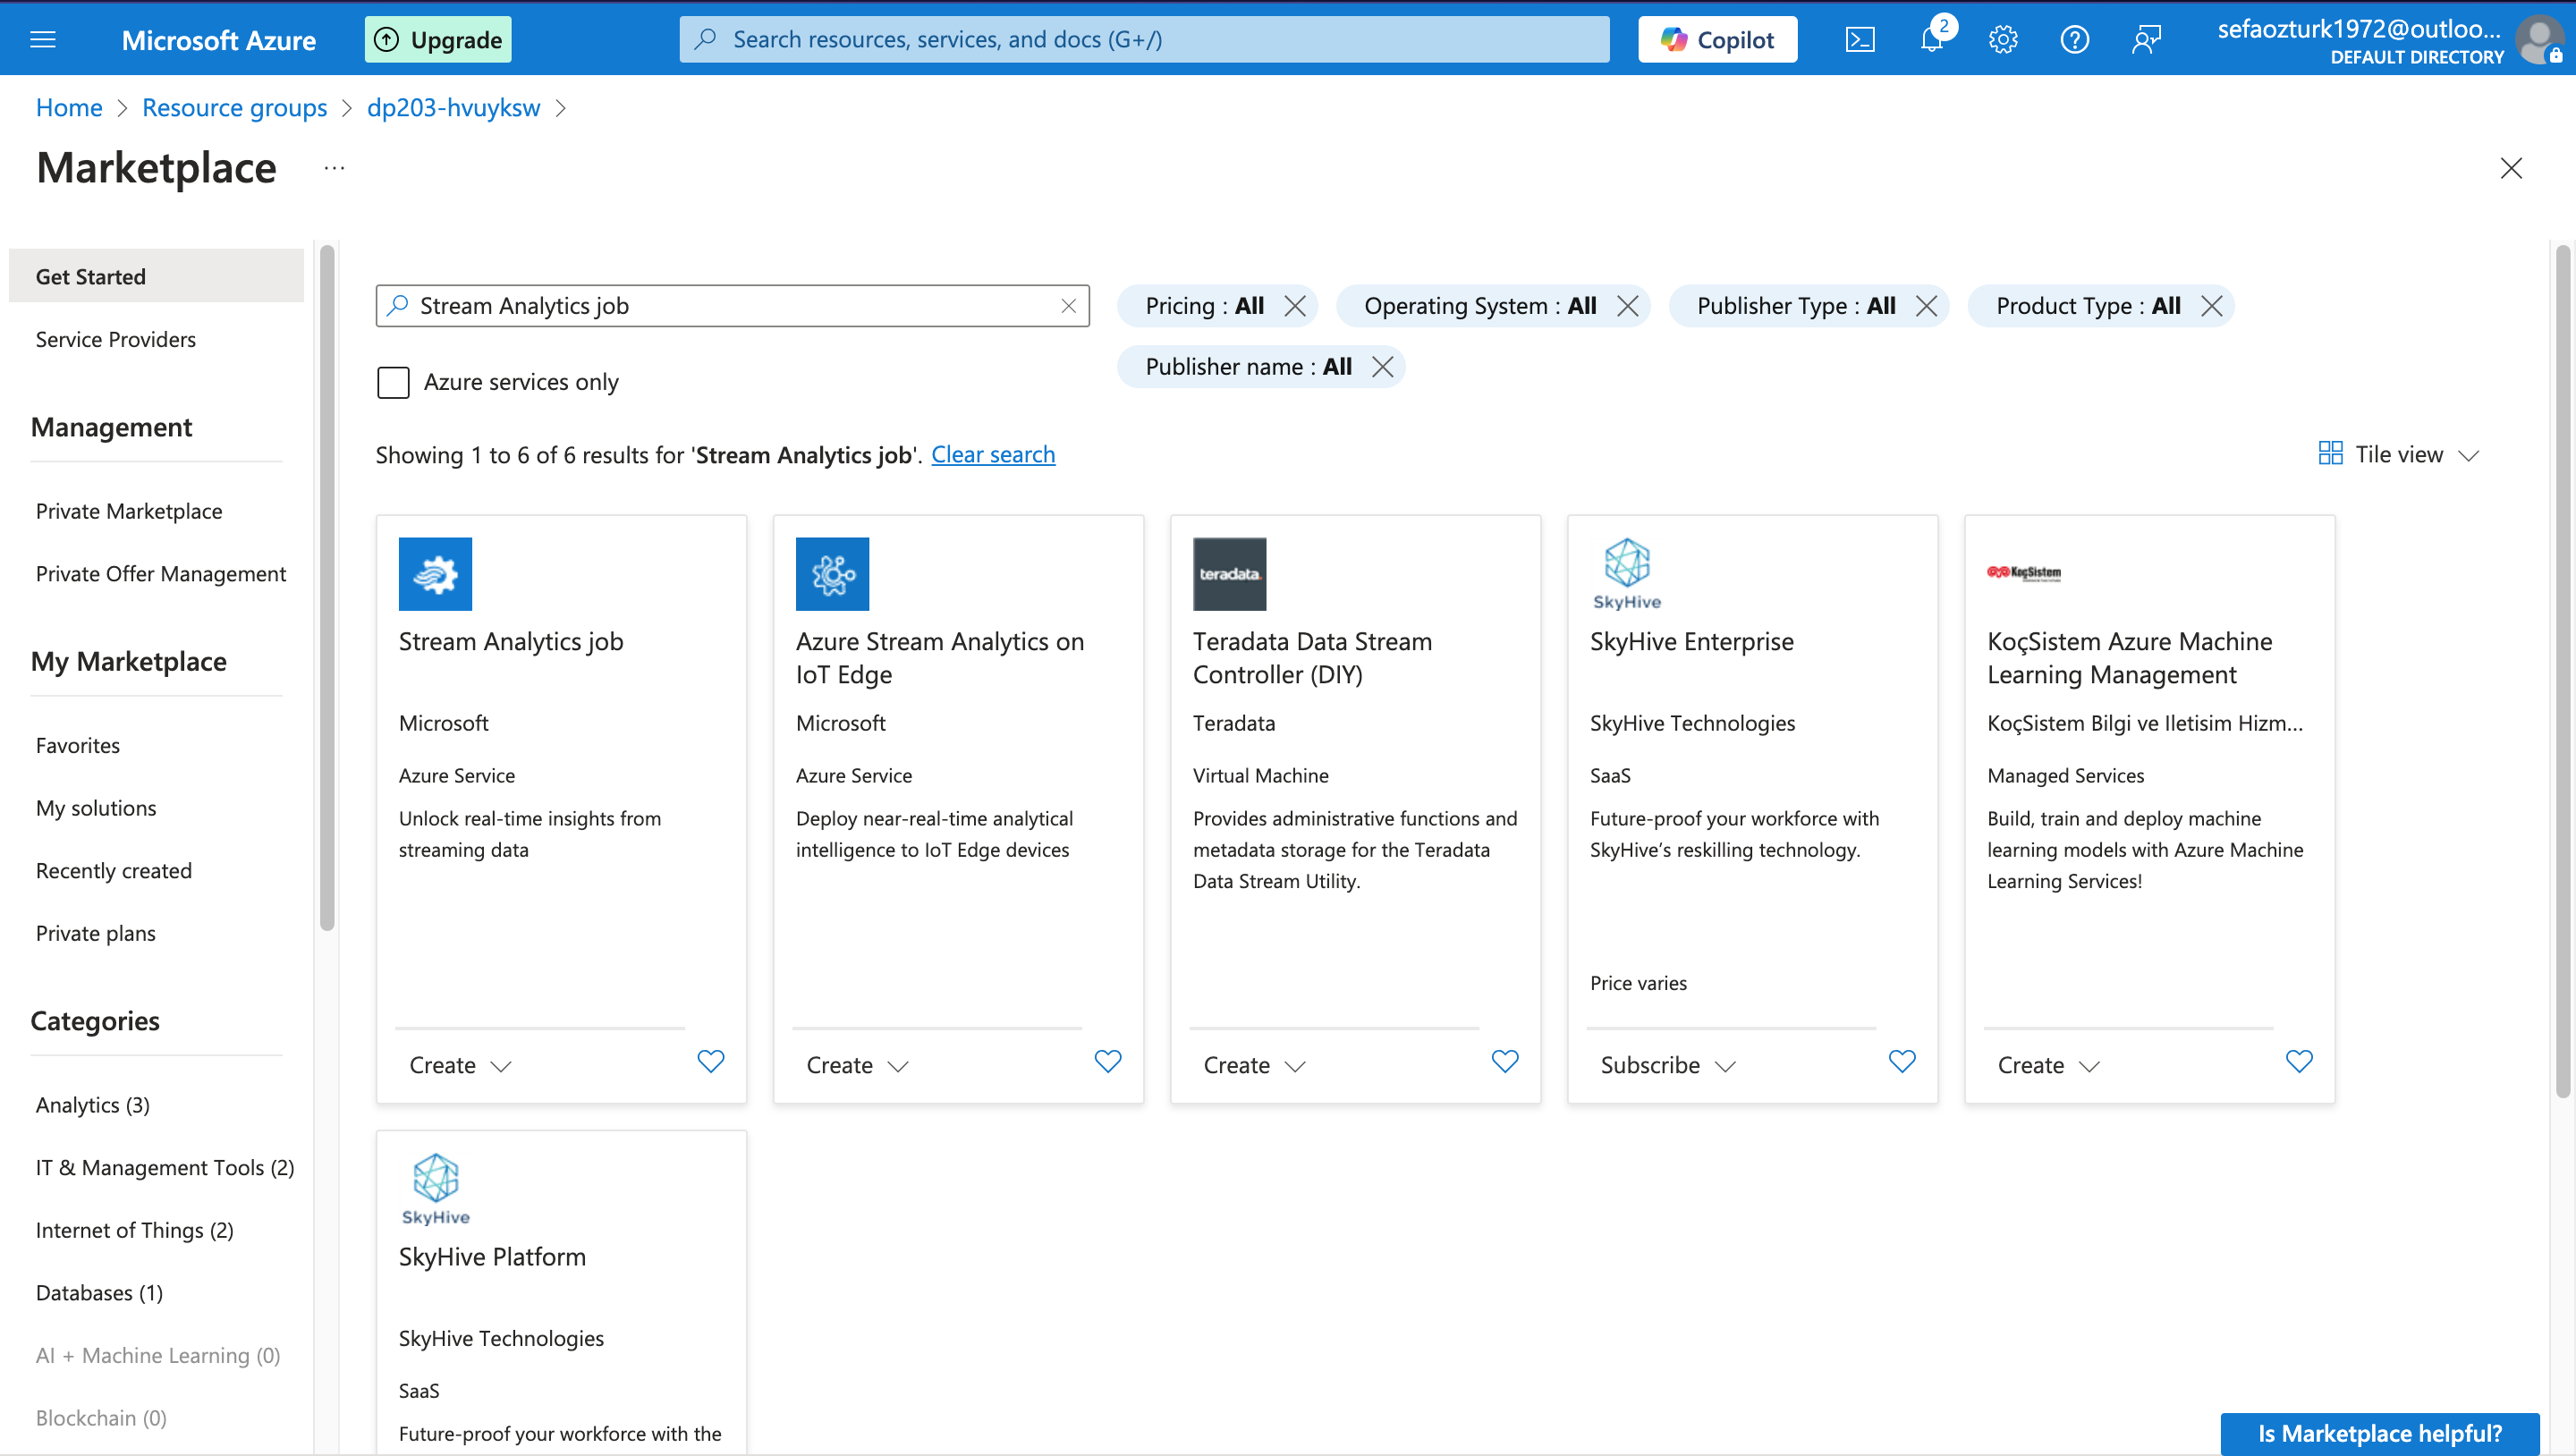 Microsoft Azure
Upgrade
Search resources, services, and docs (G+/)
Copilot
2
sefaozturk1972@outloo...
DEFAULT DIRECTORY
Home > Resource groups > dp203-hvuyksw >
Marketplace ...
Get Started
Service Providers
Management
Private Marketplace
Private Offer Management
My Marketplace
Favorites
My solutions
Recently created
Private plans
Categories
Analytics (3)
IT & Management Tools (2)
Internet of Things (2)
Databases (1)
AI + Machine Learning (0)
Blockchain (0)
Stream Analytics job
Pricing : All
Operating System : All
Publisher Type : All
Product Type : All
Publisher name : All
Azure services only
Showing 1 to 6 of 6 results for 'Stream Analytics job'. Clear search
Tile view
Stream Analytics job
Microsoft
Azure Service
Unlock real-time insights from
streaming data
Create
Azure Stream Analytics on
IoT Edge
Microsoft
Azure Service
Deploy near-real-time analytical
intelligence to IoT Edge devices
Create
teradata.
Teradata Data Stream
Controller (DIY)
Teradata
Virtual Machine
Provides administrative functions and
metadata storage for the Teradata
Data Stream Utility.
Create
SkyHive
SkyHive Enterprise
SkyHive Technologies
SaaS
Future-proof your workforce with
SkyHive’s reskilling technology.
Price varies
Subscribe
KoçSistem
KoçSistem Azure Machine
Learning Management
KoçSistem Bilgi ve Iletisim Hizm...
Managed Services
Build, train and deploy machine
learning models with Azure Machine
Learning Services!
Create
SkyHive
SkyHive Platform
SkyHive Technologies
SaaS
Future-proof your workforce with the
Is Marketplace helpful?